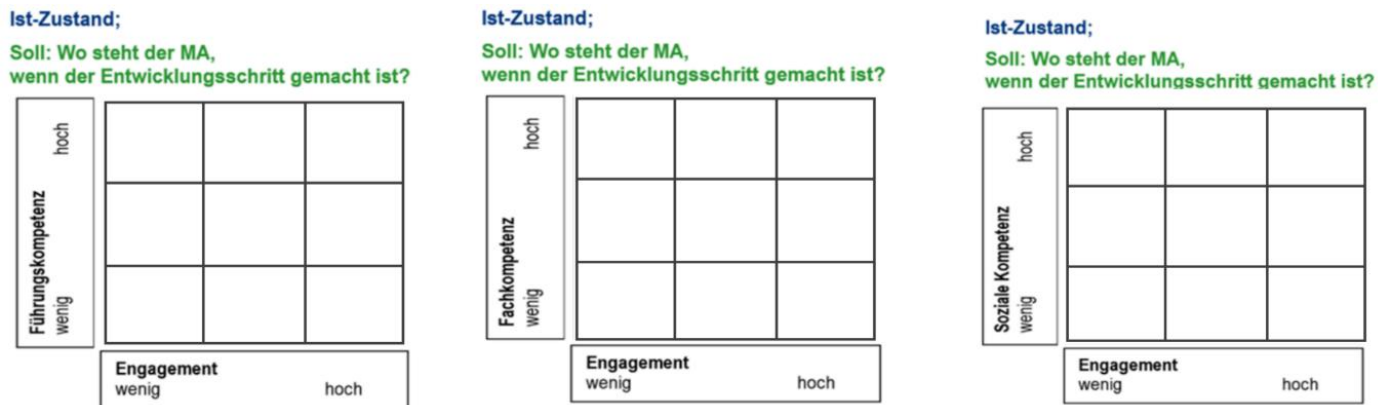 Ist-Zustand;
Soll: Wo steht der MA,
wenn der Entwicklungsschritt gemacht ist?
hoch
Führungskompetenz
wenig
Engagement
wenig hoch
Ist-Zustand;
Soll: Wo steht der MA,
wenn der Entwicklungsschritt gemacht ist?
hoch
Fachkompetenz
wenig
Engagement
wenig hoch
Ist-Zustand;
Soll: Wo steht der MA,
wenn der Entwicklungsschritt gemacht ist?
hoch
Soziale Kompetenz
wenig
Engagement
wenig hoch